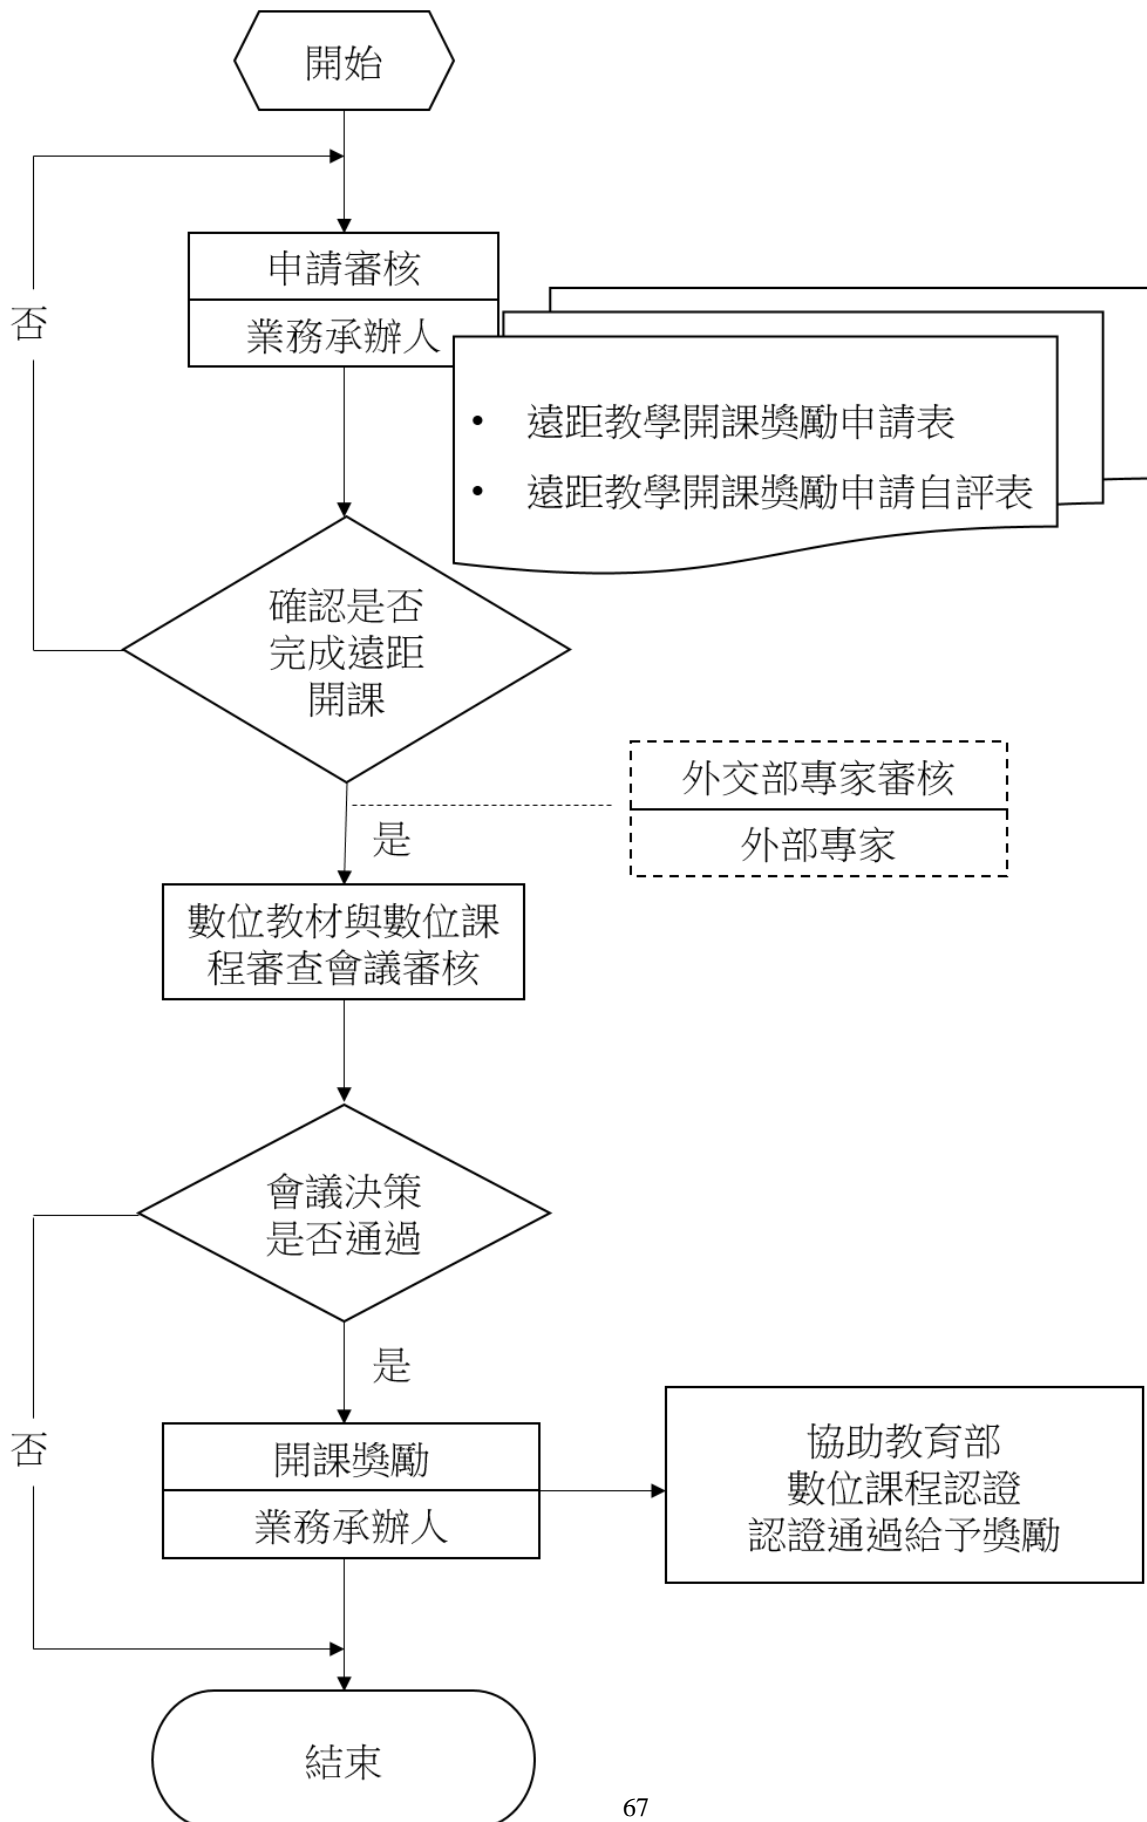 開始
申請審核
業務承辦人
否
• 遠距教學開課獎勵申請表
• 遠距教學開課獎勵申請自評表
確認是否
完成遠距
開課
外交部專家審核
外部專家
是
數位教材與數位課
程審查會議審核
會議決策
是否通過
是
否
開課獎勵
業務承辦人
協助教育部
數位課程認證
認證通過給予獎勵
結束
67